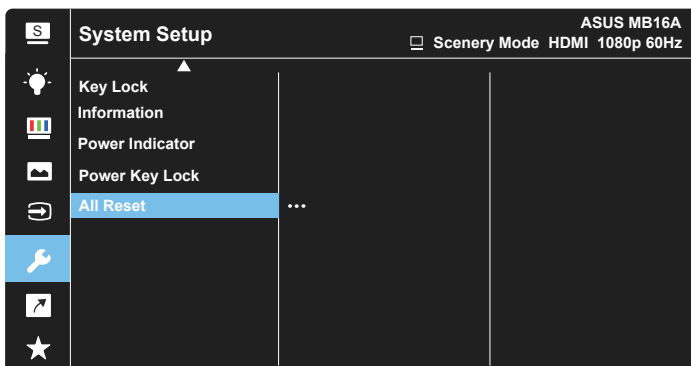 S
System Setup
ASUS MB16A
Scenery Mode HDMI 1080p 60Hz
Key Lock
Information
Power Indicator
Power Key Lock
All Reset
...